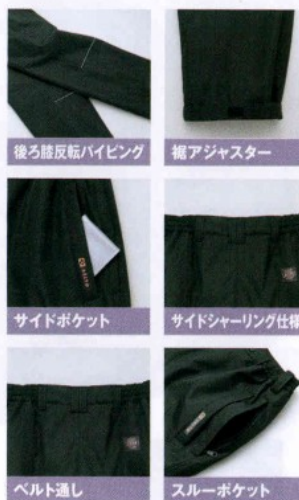 後ろ膝反転パイピング
裾アジャスター
サイドポケット
サイドシャーリング仕様
ベルト通し
スルーポケット